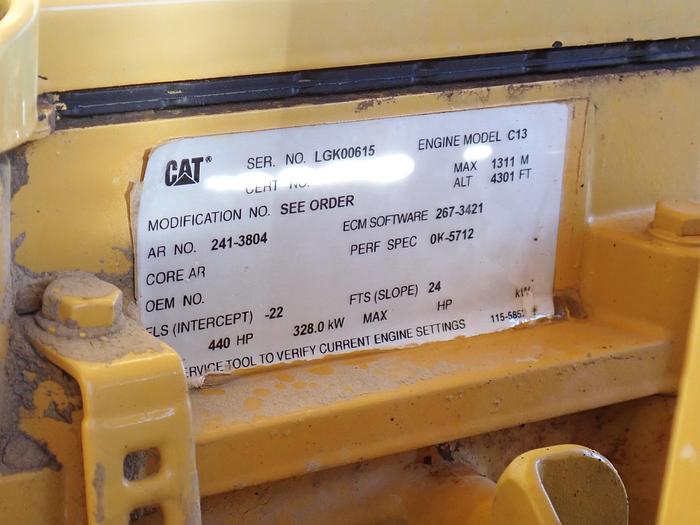 CAT® SER. NO. LGK00615 ENGINE MODEL C13
CERT NO. MAX 1311 M
ALT 4301 FT
MODIFICATION NO. SEE ORDER
AR NO. 241-3804 ECM SOFTWARE 267-3421
CORE AR PERF SPEC 0K-5712
OEM NO.
FLS (INTERCEPT) -22 FTS (SLOPE) 24
440 HP 328.0 kW MAX HP kW
SERVICE TOOL TO VERIFY CURRENT ENGINE SETTINGS